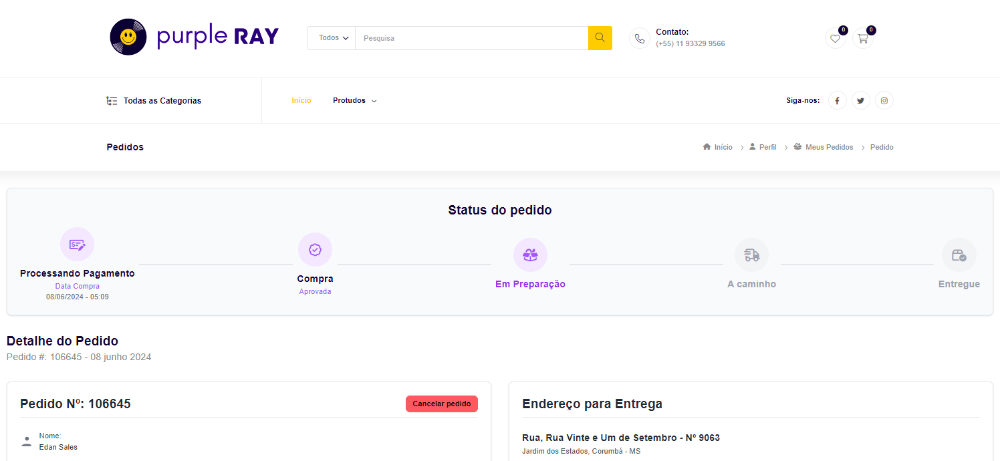 purple RAY
Todos
Pesquisa
Contato:
(+55) 11 93329 9566
0
0
Todas as Categorias
Início
Protudos
Siga-nos:
Pedidos
Início > Perfil > Meus Pedidos > Pedido
Status do pedido
Processando Pagamento
Data Compra
08/06/2024 - 05:09
Compra
Aprovada
Em Preparação
A caminho
Entregue
Detalhe do Pedido
Pedido #: 106645 - 08 junho 2024
Pedido Nº: 106645
Cancelar pedido
Nome:
Edan Sales
Endereço para Entrega
Rua, Rua Vinte e Um de Setembro - Nº 9063
Jardim dos Estados, Corumbá - MS